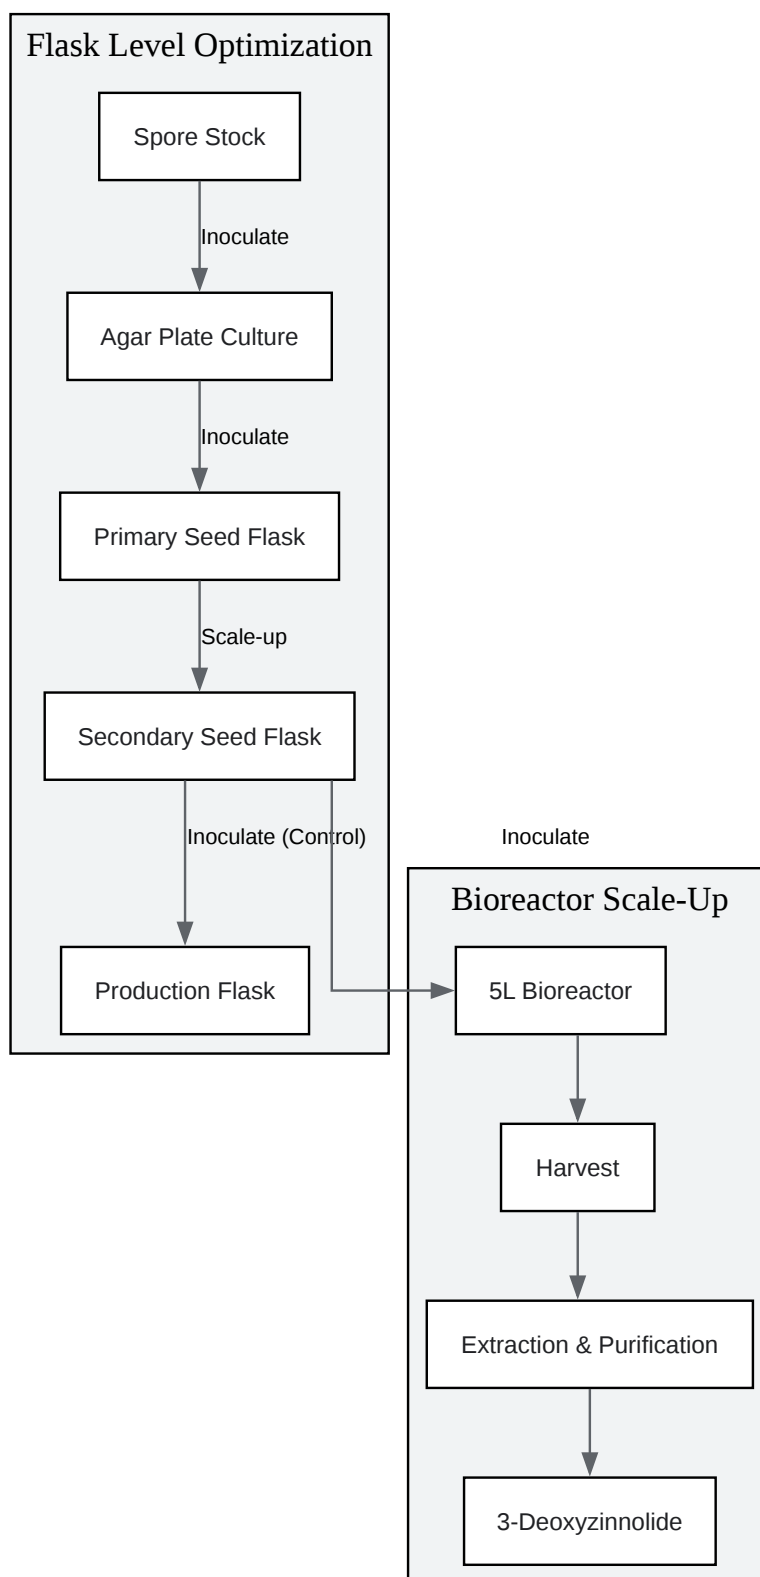 Flask Level Optimization
Spore Stock
Inoculate
Agar Plate Culture
Inoculate
Primary Seed Flask
Scale-up
Secondary Seed Flask
Inoculate (Control)
Inoculate
Production Flask
Bioreactor Scale-Up
5L Bioreactor
Harvest
Extraction & Purification
3-Deoxyzinnolide